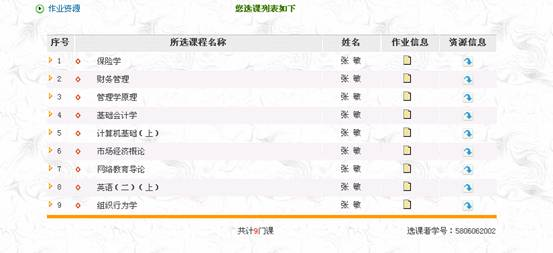 作业资源
您选课列表如下
序号 所选课程名称 姓名 作业信息 资源信息
1 保险学 张 敏
2 财务管理 张 敏
3 管理学原理 张 敏
4 基础会计学 张 敏
5 计算机基础(上) 张 敏
6 市场经济概论 张 敏
7 网络教育导论 张 敏
8 英语(二)(上) 张 敏
9 组织行为学 张 敏
共计9门课 选课者学号：5806062002